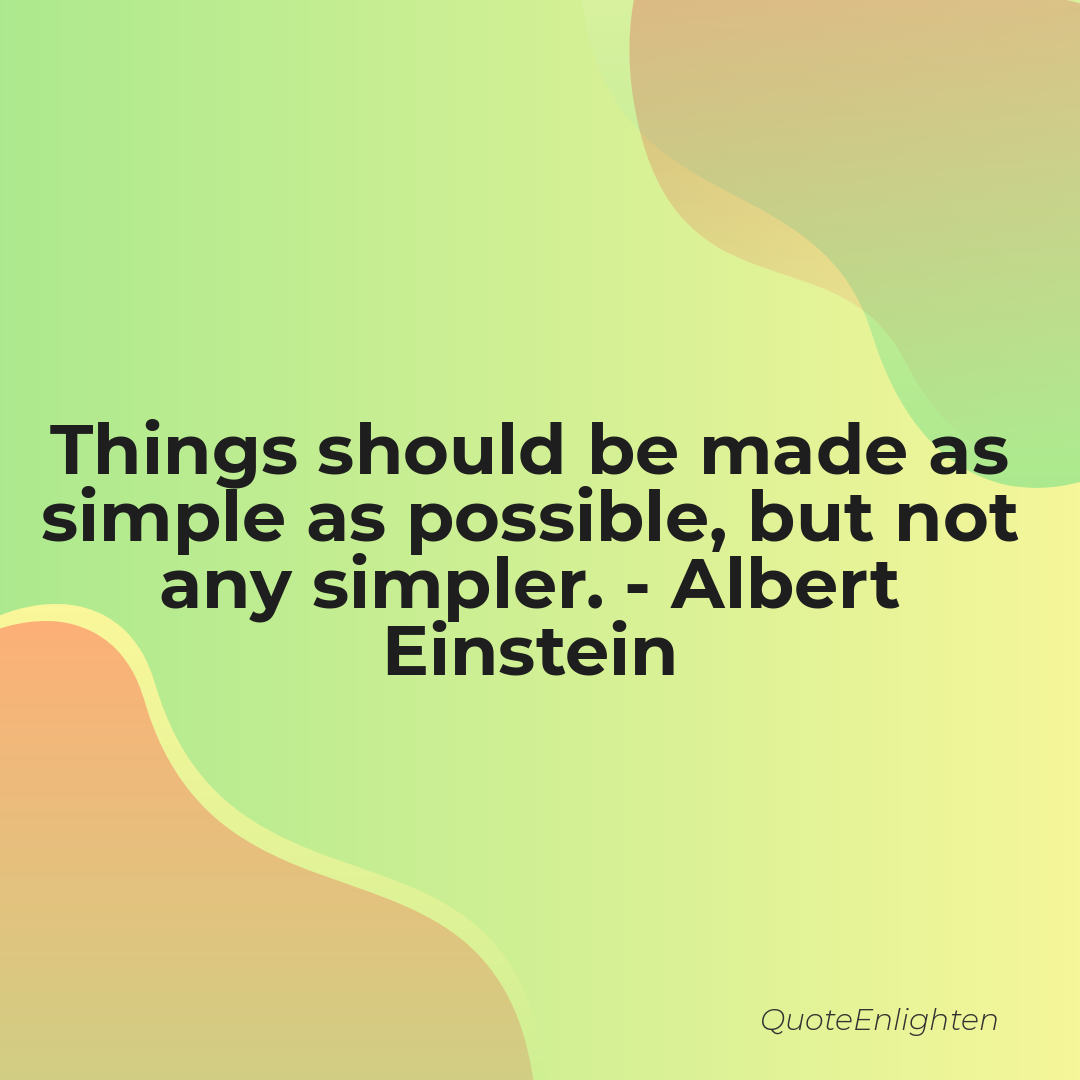 Things should be made as
simple as possible, but not
any simpler. - Albert
Einstein
QuoteEnlighten